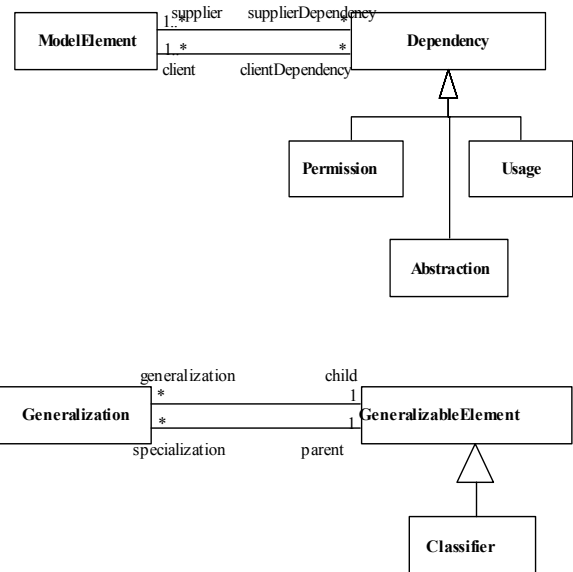 supplier supplierDependency
1..* *
ModelElement Dependency
1..* *
client clientDependency
Permission Usage
Abstraction
generalization child
* 1
Generalization GeneralizableElement
* 1
specialization parent
Classifier